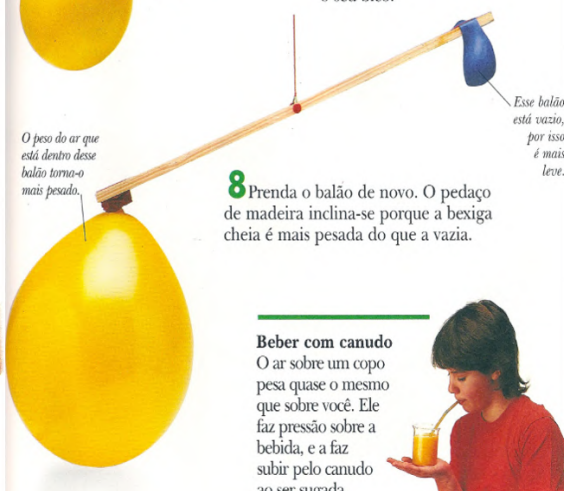 o seu bico.
Esse balão
está vazio,
por isso
é mais
leve.
O peso do ar que
está dentro desse
balão torna-o
mais pesado.
8 Prenda o balão de novo. O pedaço
de madeira inclina-se porque a bexiga
cheia é mais pesada do que a vazia.
Beber com canudo
O ar sobre um copo
pesa quase o mesmo
que sobre você. Ele
faz pressão sobre a
bebida, e a faz
subir pelo canudo
ao ser sugada